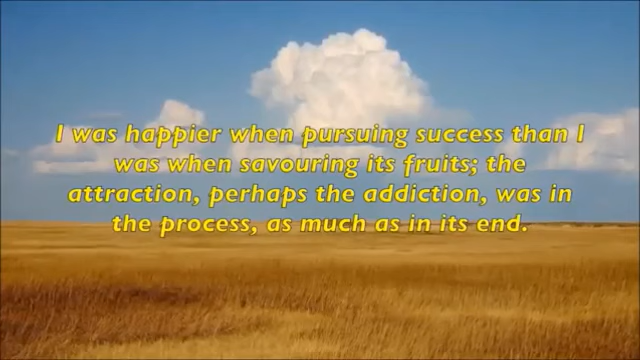 I was happier when pursuing success than I
was when savouring its fruits; the
attraction, perhaps the addiction, was in
the process, as much as in its end.